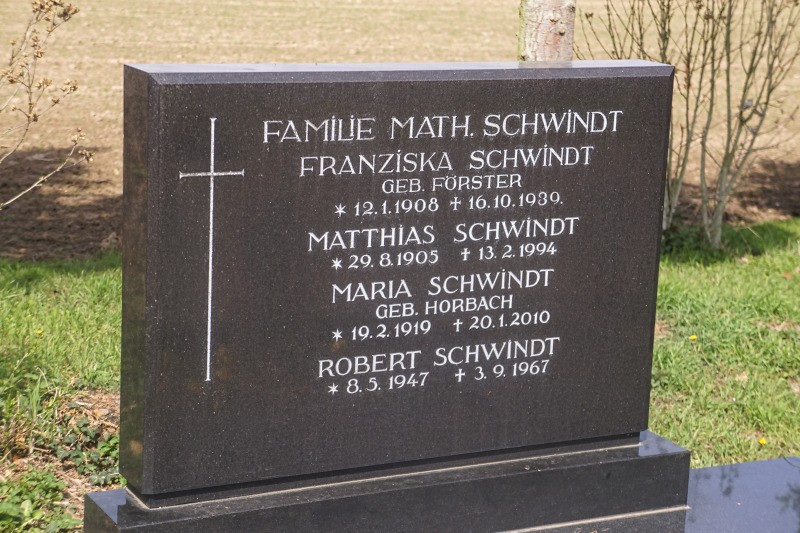 FAMILIE MATH. SCHWINDT
FRANZISKA SCHWINDT
GEB. FÖRSTER
* 12.1.1908 † 16.10.1939.
MATTHIAS SCHWINDT
* 29.8.1905 † 13.2.1994
MARIA SCHWINDT
GEB. HORBACH
* 19.2.1919 † 20.1.2010
ROBERT SCHWINDT
* 8.5.1947 † 3.9.1967